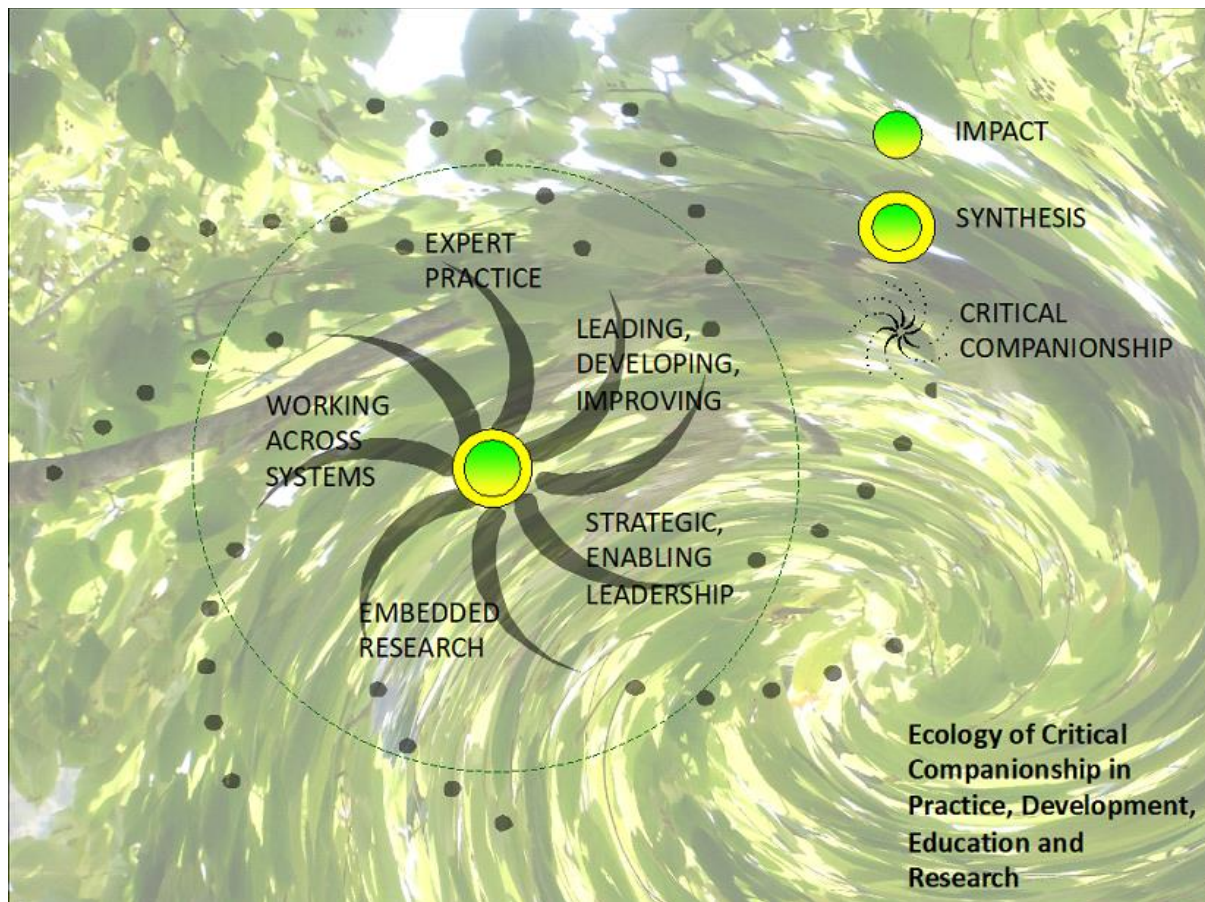 IMPACT
SYNTHESIS
CRITICAL
COMPANIONSHIP
EXPERT
PRACTICE
LEADING,
DEVELOPING,
IMPROVING
WORKING
ACROSS
SYSTEMS
STRATEGIC,
ENABLING
LEADERSHIP
EMBEDDED
RESEARCH
Ecology of Critical
Companionship in
Practice, Development,
Education and
Research